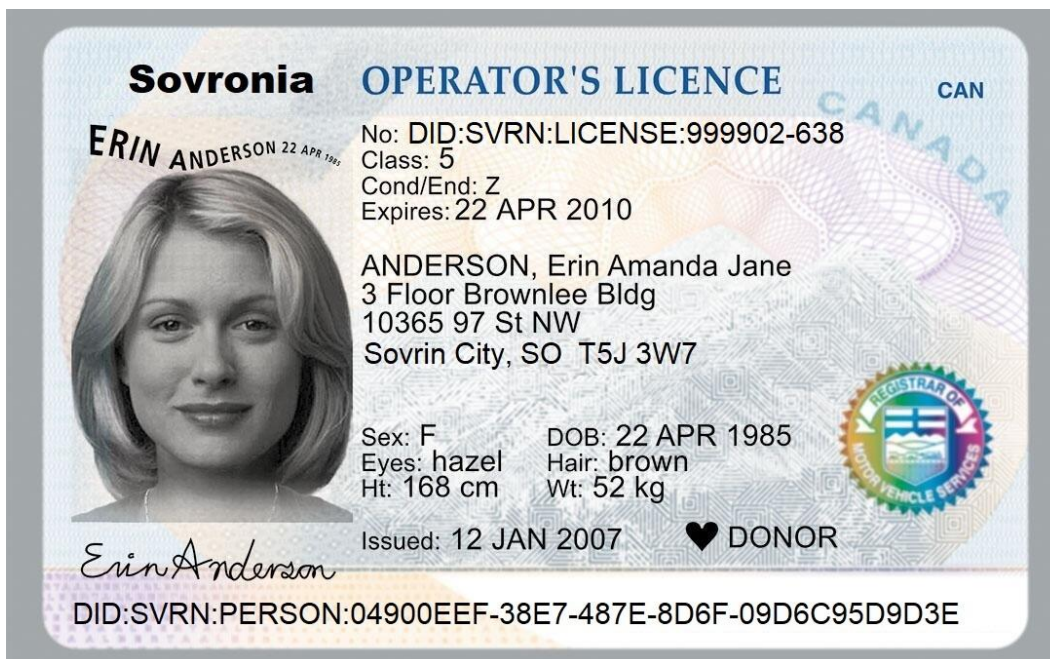 Sovronia
OPERATOR'S LICENCE
CAN
CANADA
ERIN ANDERSON 22 APR 1985
No: DID:SVRN:LICENSE:999902-638
Class: 5
Cond/End: Z
Expires: 22 APR 2010
ANDERSON, Erin Amanda Jane
3 Floor Brownlee Bldg
10365 97 St NW
Sovrin City, SO T5J 3W7
Sex: F DOB: 22 APR 1985
Eyes: hazel Hair: brown
Ht: 168 cm Wt: 52 kg
REGISTRAR OF
MOTOR VEHICLE SERVICES
Issued: 12 JAN 2007 ♥ DONOR
Erin Anderson
DID:SVRN:PERSON:04900EEF-38E7-487E-8D6F-09D6C95D9D3E